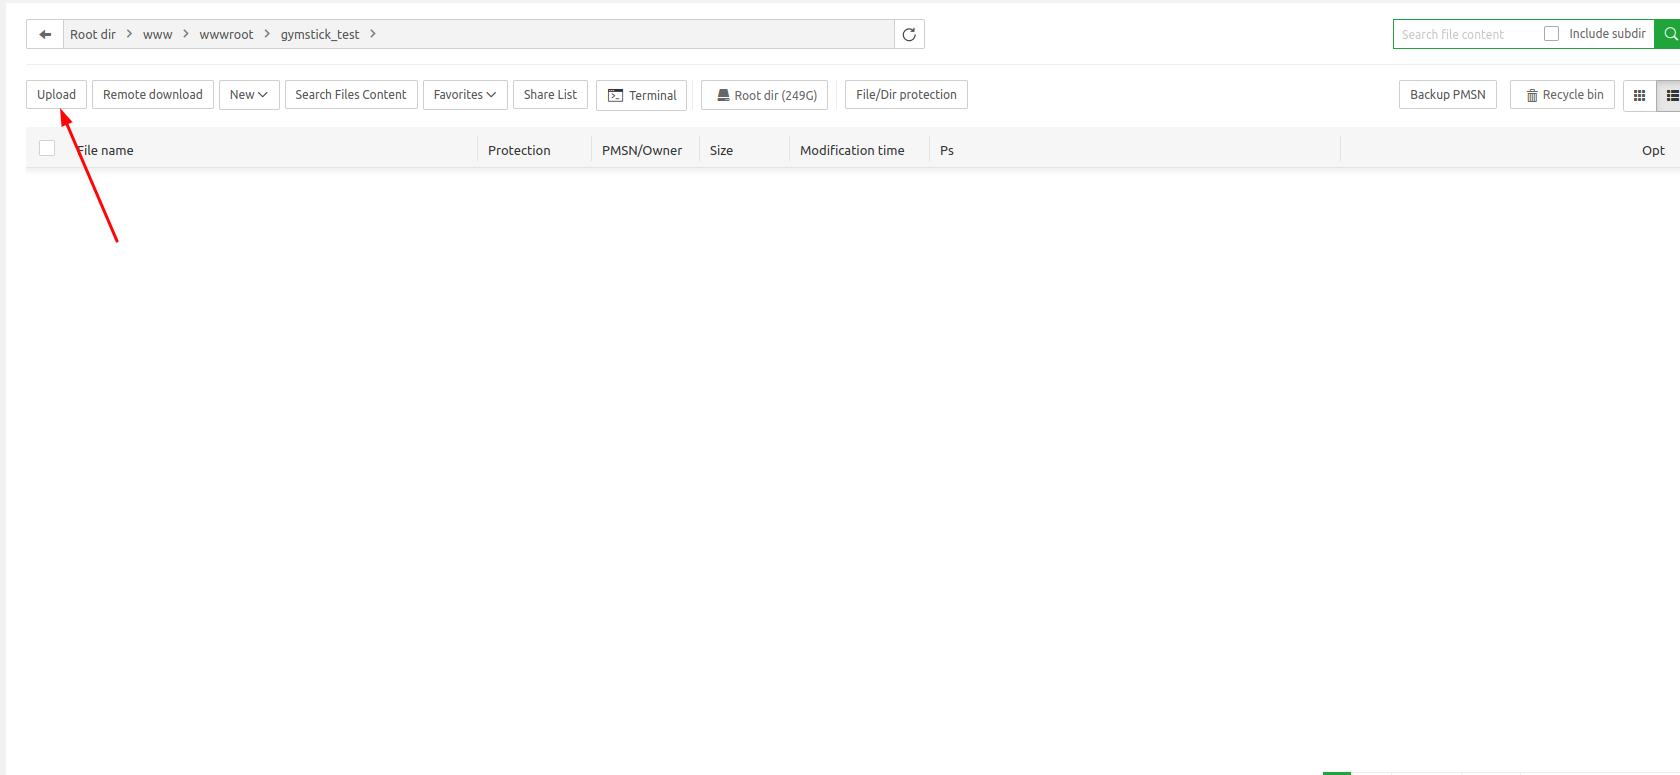 Root dir > www > wwwroot > gymstick_test >
Search file content Include subdir
Upload Remote download New Search Files Content Favorites Share List Terminal Root dir (249G) File/Dir protection Backup PMSN Recycle bin
File name Protection PMSN/Owner Size Modification time Ps Opt